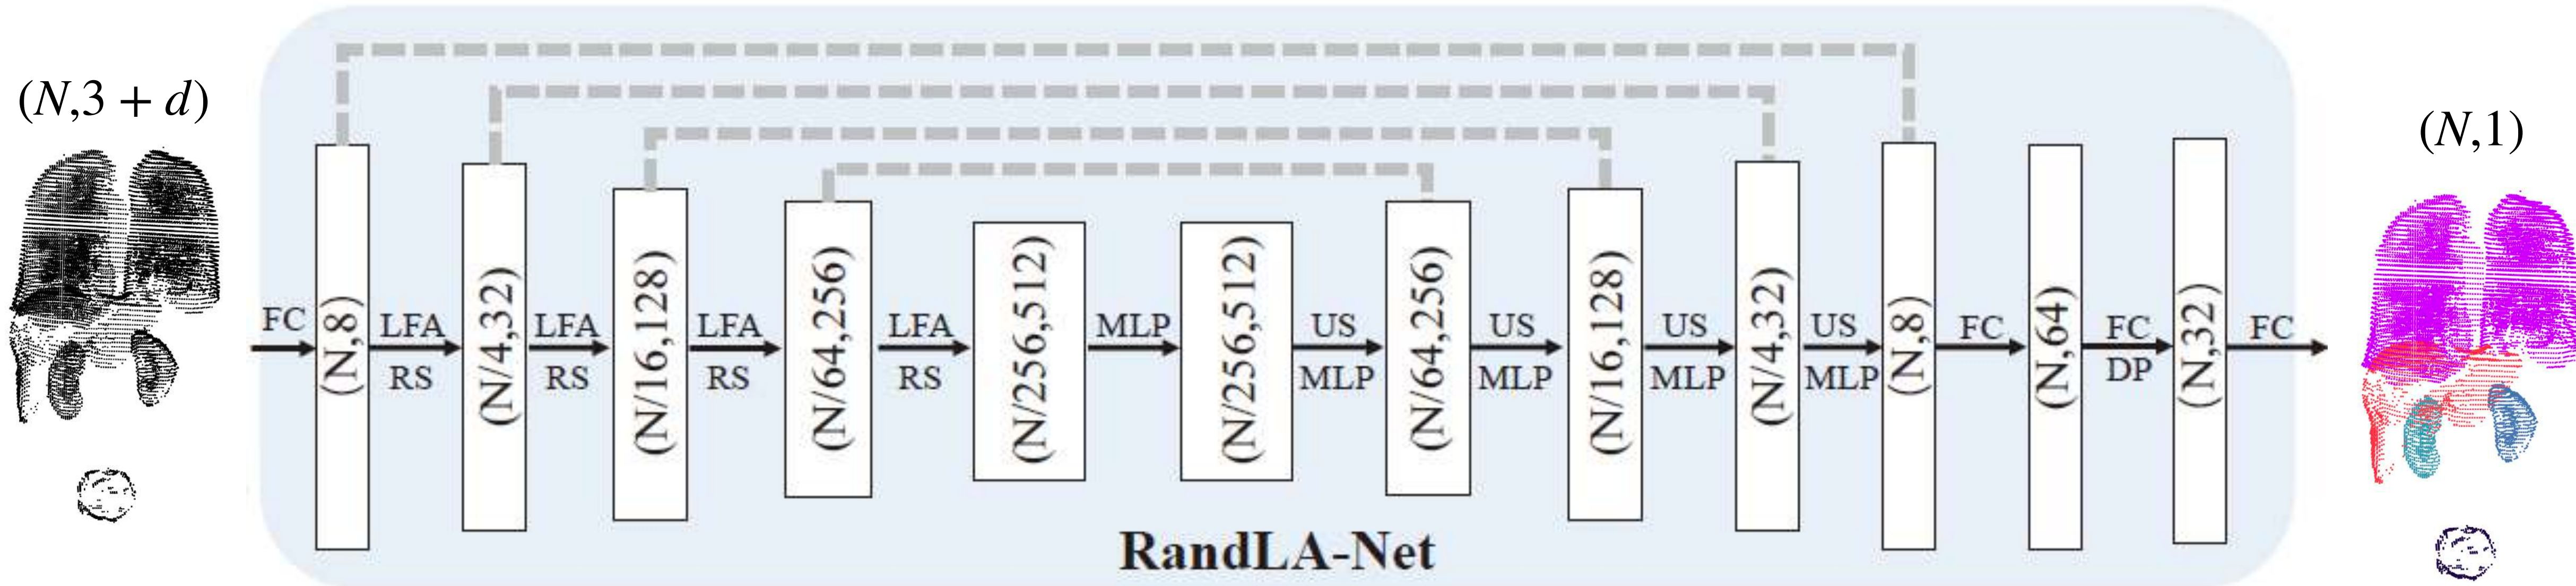 (N,3 + d)
FC
(N,8)
LFA
RS
(N/4,32)
LFA
RS
(N/16,128)
LFA
RS
(N/64,256)
LFA
RS
(N/256,512)
MLP
(N/256,512)
US
MLP
(N/64,256)
US
MLP
(N/16,128)
US
MLP
(N/4,32)
US
MLP
(N,8)
FC
(N,64)
FC
DP
(N,32)
FC
(N,1)
RandLA-Net